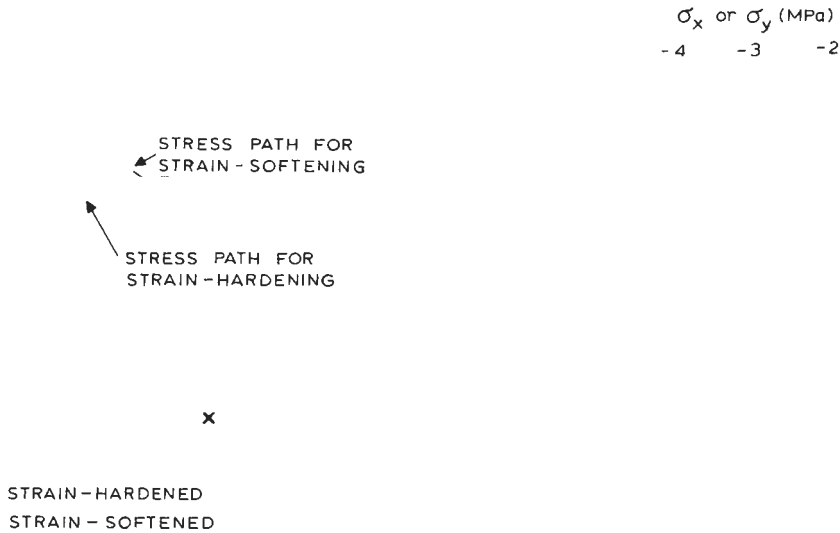 σx or σy (MPa)
-4 -3 -2
STRESS PATH FOR
STRAIN-SOFTENING
STRESS PATH FOR
STRAIN-HARDENING
x
STRAIN-HARDENED
STRAIN-SOFTENED